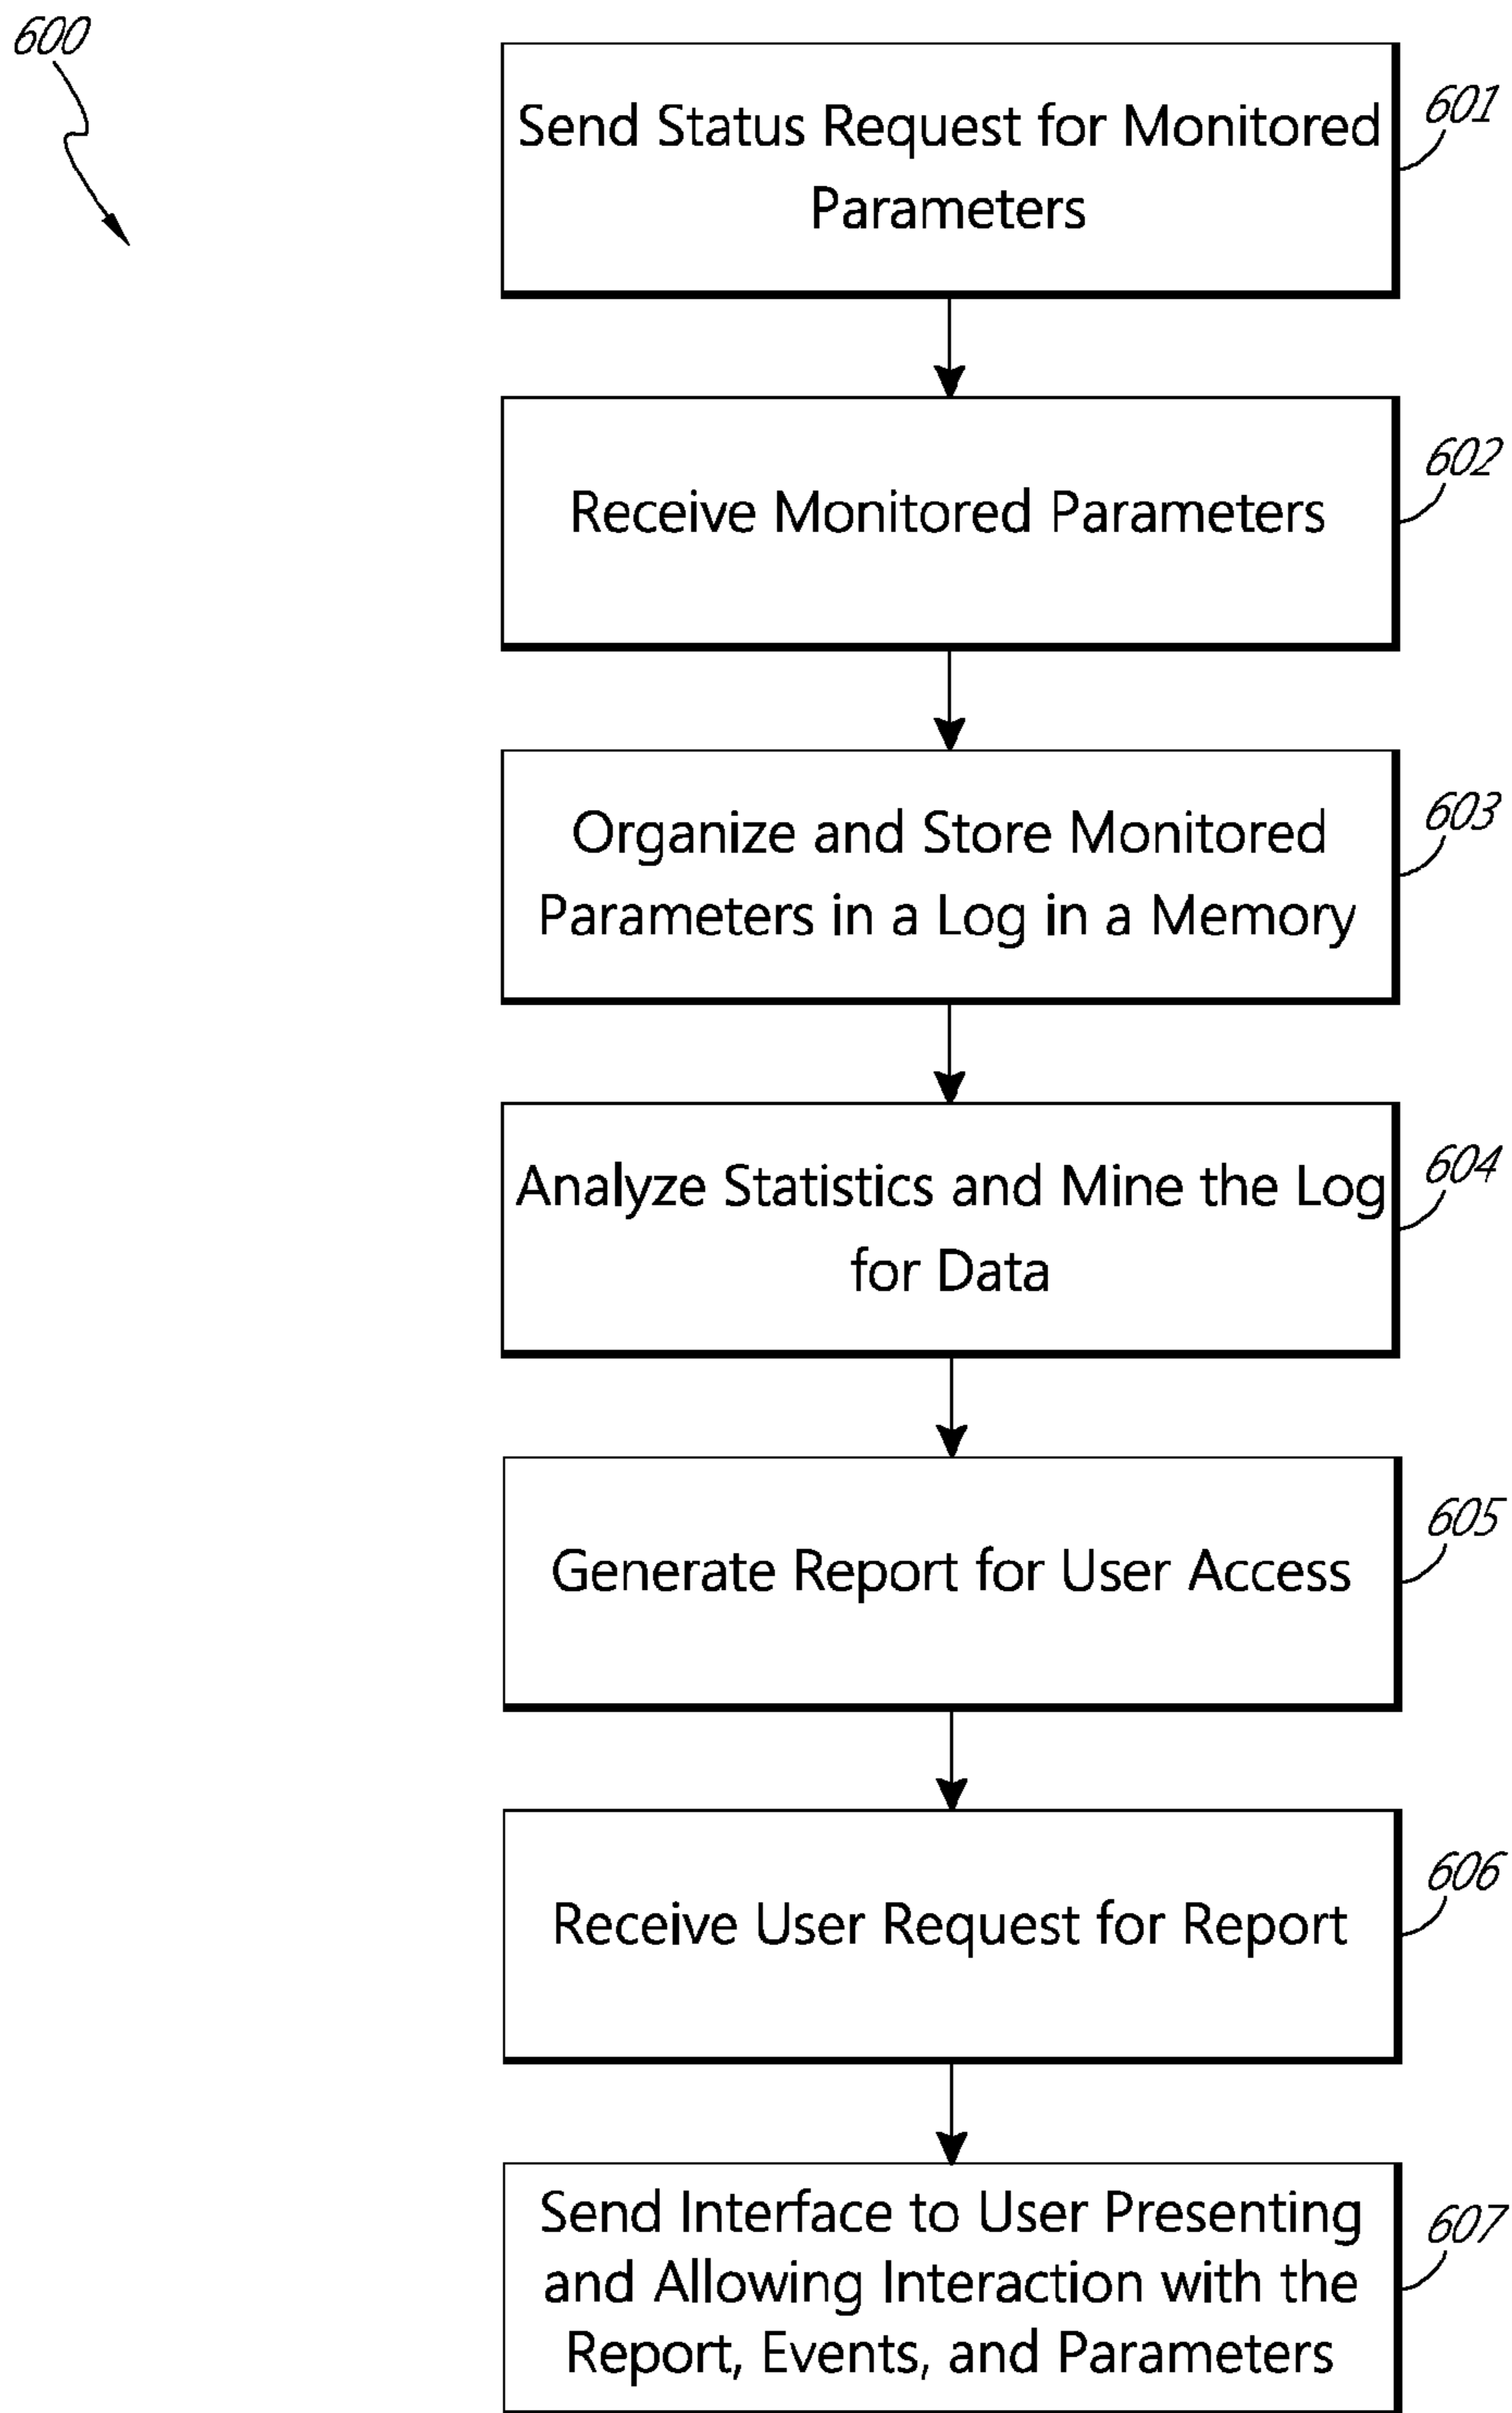 600
Send Status Request for Monitored
Parameters
601
Receive Monitored Parameters
602
Organize and Store Monitored
Parameters in a Log in a Memory
603
Analyze Statistics and Mine the Log
for Data
604
Generate Report for User Access
605
Receive User Request for Report
606
Send Interface to User Presenting
and Allowing Interaction with the
Report, Events, and Parameters
607